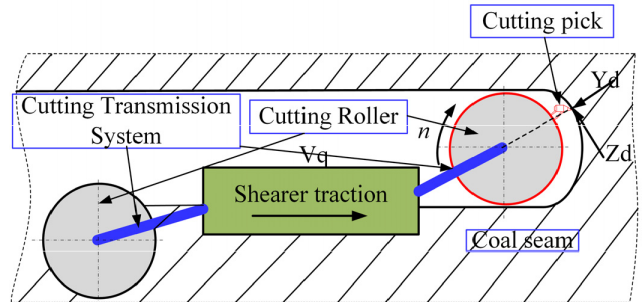 Cutting pick
Yd
Cutting Transmission
System
Cutting Roller
n
Vq
Zd
Shearer traction
Coal seam